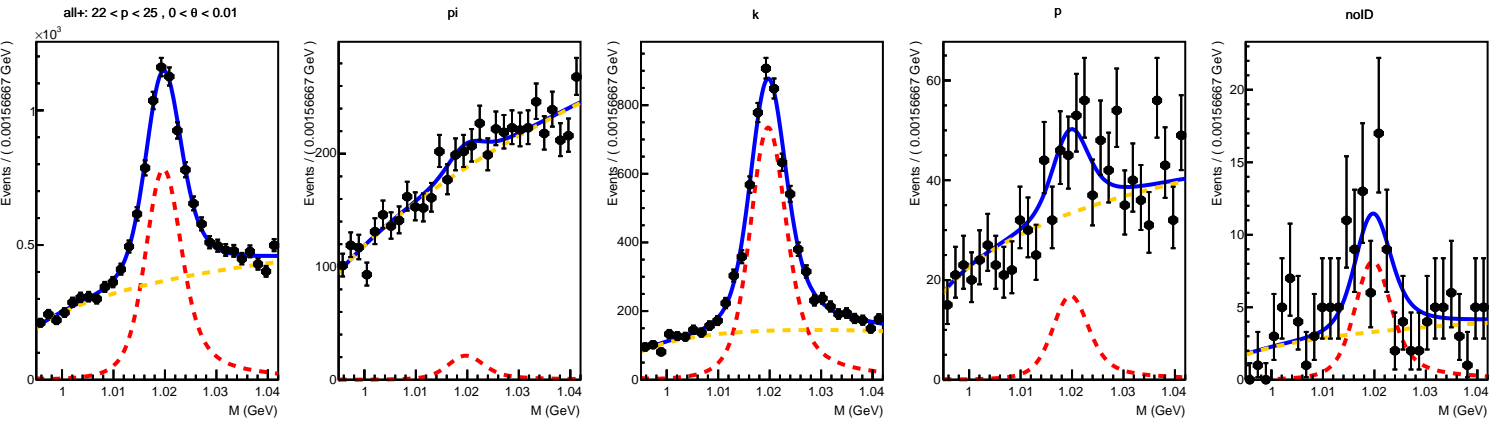 all+: 22 < p < 25 , 0 < θ < 0.01
×10³
Events / ( 0.00156667 GeV )
1
0.5
0
1 1.01 1.02 1.03 1.04
M (GeV)
pi
Events / ( 0.00156667 GeV )
200
100
0
1 1.01 1.02 1.03 1.04
M (GeV)
k
Events / ( 0.00156667 GeV )
800
600
400
200
0
1 1.01 1.02 1.03 1.04
M (GeV)
p
Events / ( 0.00156667 GeV )
60
40
20
0
1 1.01 1.02 1.03 1.04
M (GeV)
noID
Events / ( 0.00156667 GeV )
20
15
10
5
0
1 1.01 1.02 1.03 1.04
M (GeV)